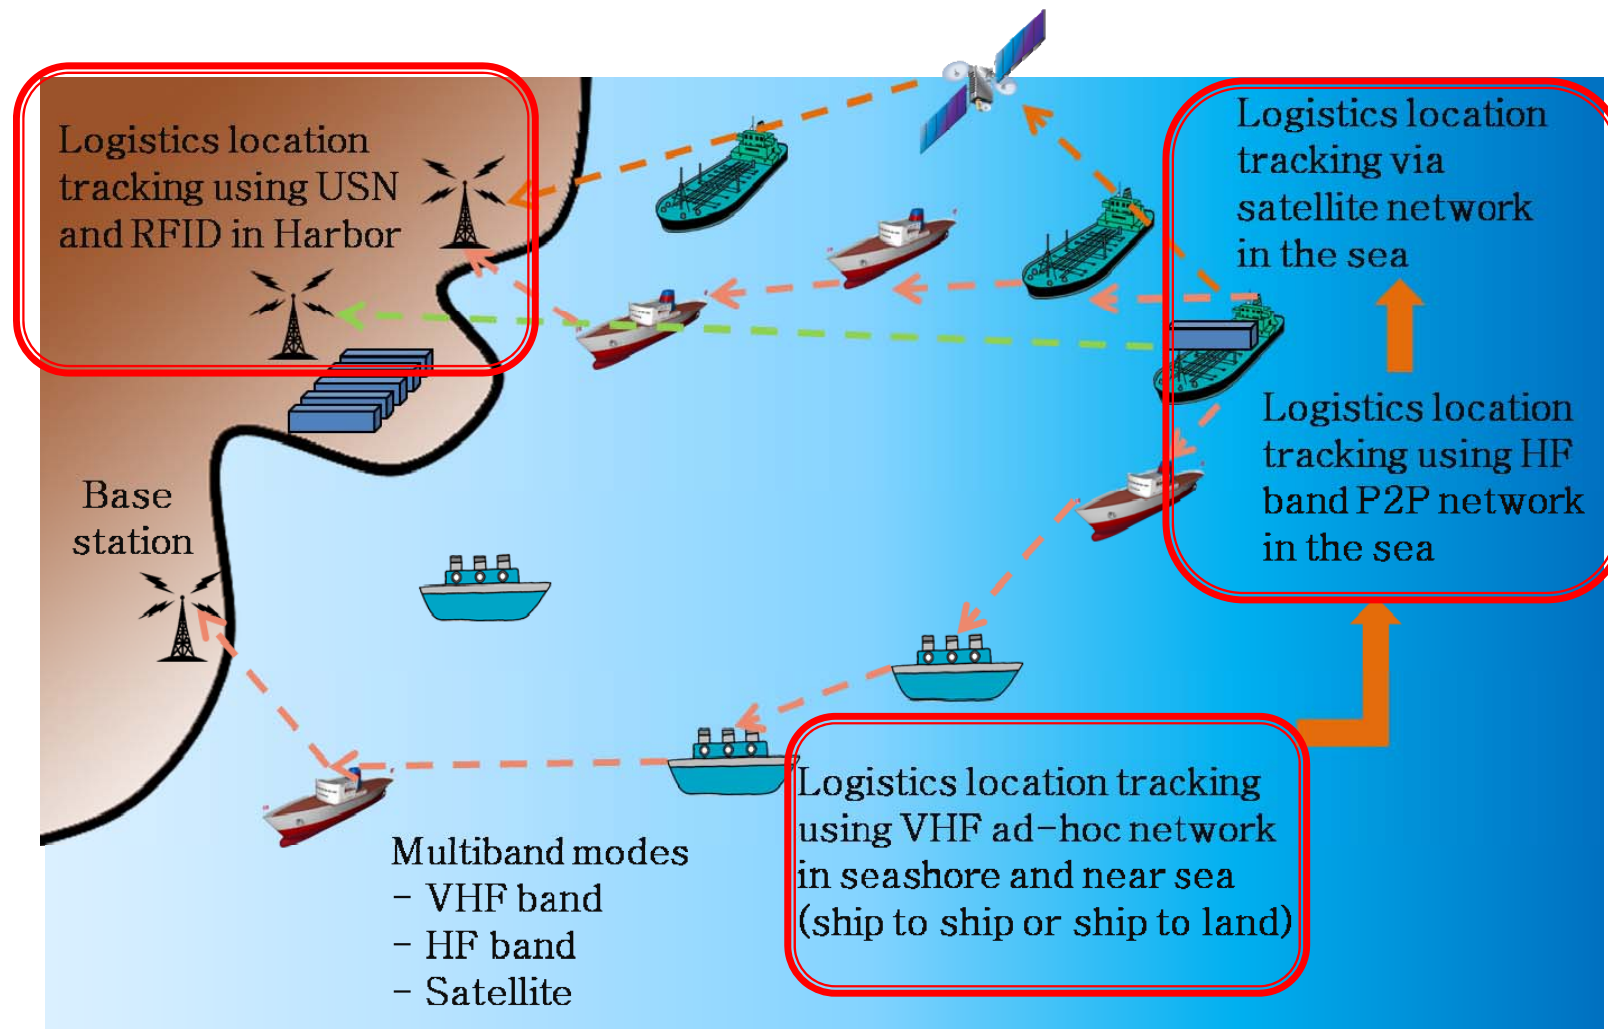 Logistics location
tracking using USN
and RFID in Harbor
Logistics location
tracking via
satellite network
in the sea
Logistics location
tracking using HF
band P2P network
in the sea
Base
station
Logistics location tracking
using VHF ad-hoc network
in seashore and near sea
(ship to ship or ship to land)
Multiband modes
- VHF band
- HF band
- Satellite